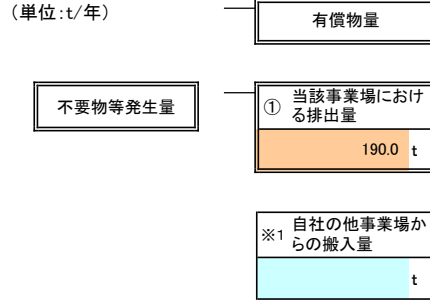 (単位:t/年)
有償物量
不要物等発生量
① 当該事業場におけ
る排出量
190.0 t
※1 自社の他事業場か
らの搬入量
t